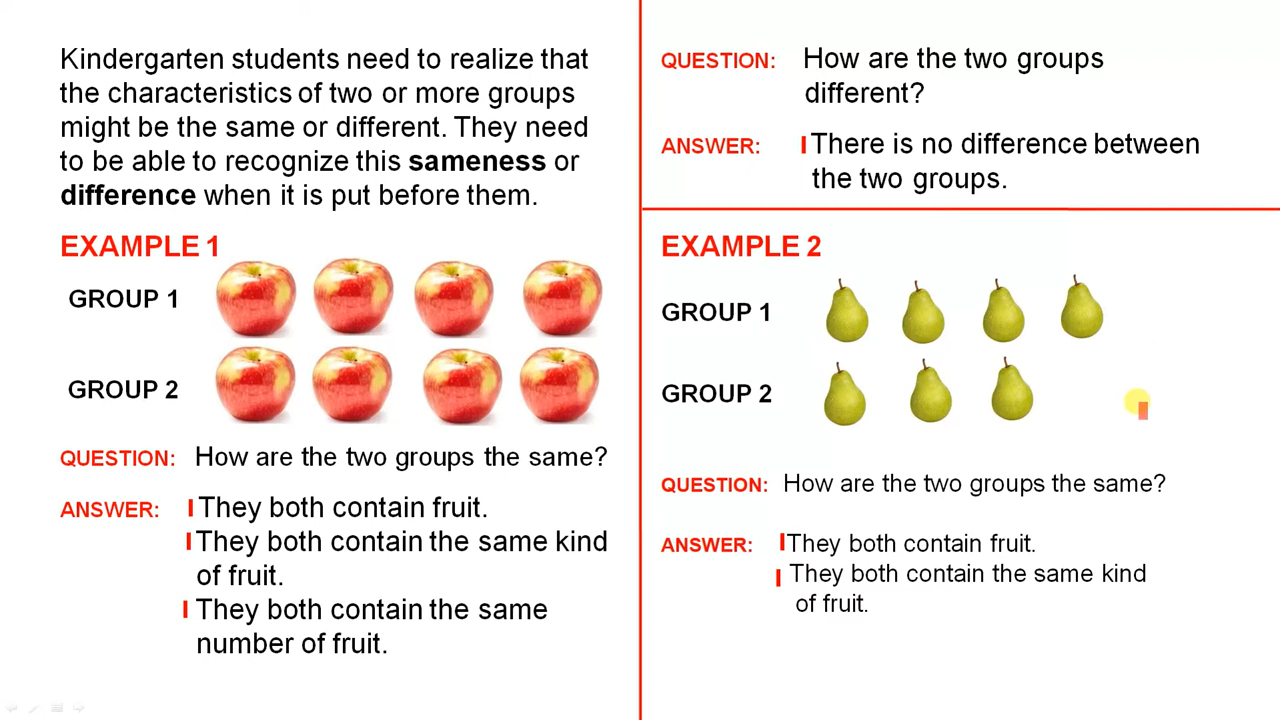 Kindergarten students need to realize that
the characteristics of two or more groups
might be the same or different. They need
to be able to recognize this sameness or
difference when it is put before them.
EXAMPLE 1
GROUP 1
GROUP 2
QUESTION: How are the two groups the same?
ANSWER: They both contain fruit.
They both contain the same kind
of fruit.
They both contain the same
number of fruit.
QUESTION: How are the two groups
different?
ANSWER: There is no difference between
the two groups.
EXAMPLE 2
GROUP 1
GROUP 2
QUESTION: How are the two groups the same?
ANSWER: They both contain fruit.
They both contain the same kind
of fruit.